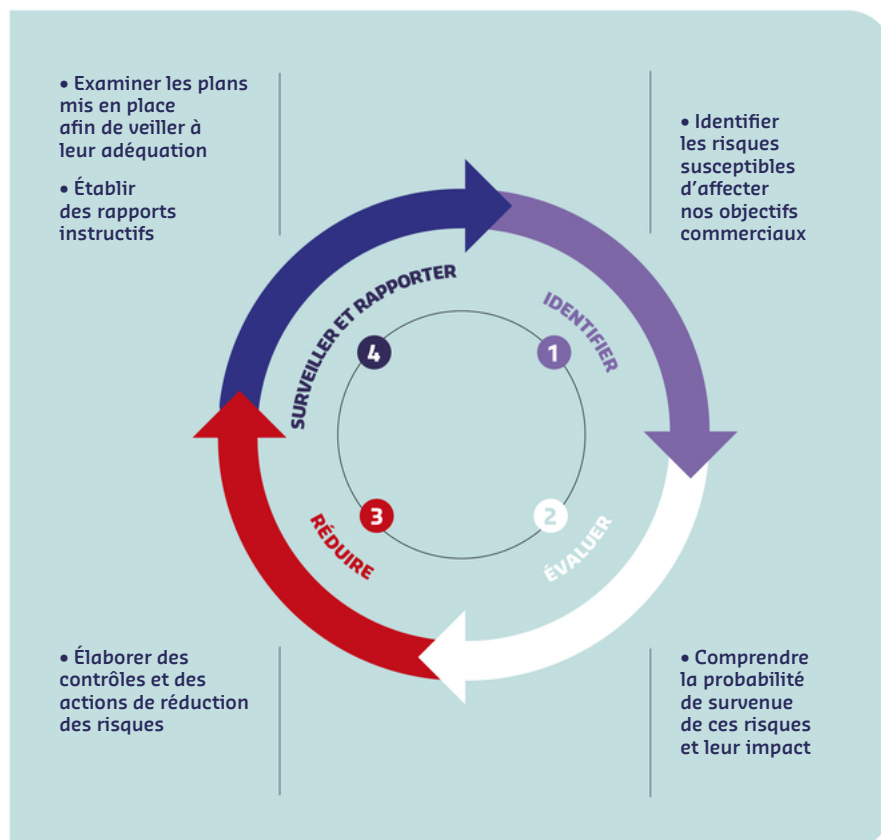 • Examiner les plans
mis en place
afin de veiller à
leur adéquation
• Établir
des rapports
instructifs
• Identifier
les risques
susceptibles
d'affecter
nos objectifs
commerciaux
SURVEILLER ET RAPPORTER
IDENTIFIER
4
1
3
2
RÉDUIRE
ÉVALUER
• Élaborer des
contrôles et des
actions de réduction
des risques
• Comprendre
la probabilité
de survenue
de ces risques
et leur impact